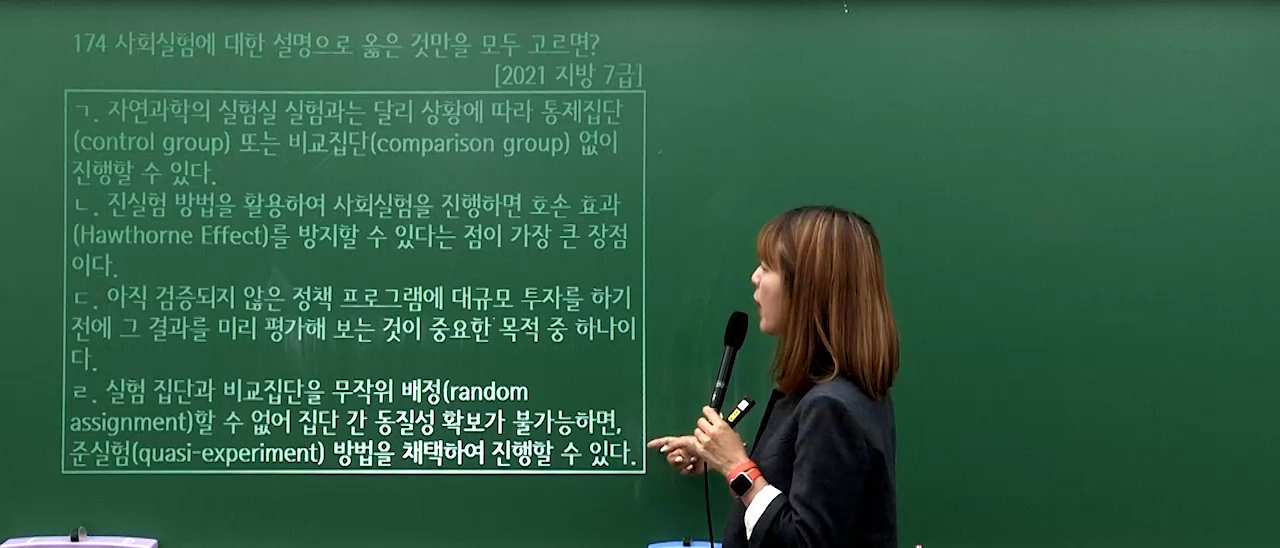 174 사회실험에 대한 설명으로 옳은 것만을 모두 고르면?
[2021 지방 7급]
ㄱ. 자연과학의 실험실 실험과는 달리 상황에 따라 통제집단
(control group) 또는 비교집단(comparison group) 없이
진행할 수 있다.
ㄴ. 진실험 방법을 활용하여 사회실험을 진행하면 호손 효과
(Hawthorne Effect)를 방지할 수 있다는 점이 가장 큰 장점
이다.
ㄷ. 아직 검증되지 않은 정책 프로그램에 대규모 투자를 하기
전에 그 결과를 미리 평가해 보는 것이 중요한 목적 중 하나이
다.
ㄹ. 실험 집단과 비교집단을 무작위 배정(random
assignment)할 수 없어 집단 간 동질성 확보가 불가능하면,
준실험(quasi-experiment) 방법을 채택하여 진행할 수 있다.